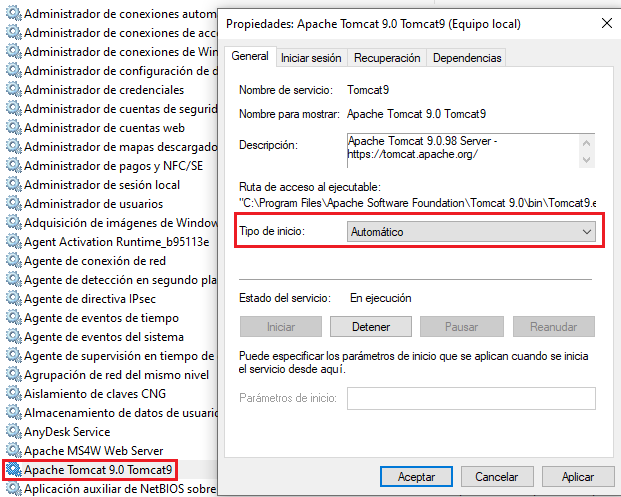 Administrador de conexiones autom
Administrador de conexiones de acce
Administrador de conexiones de Win
Administrador de configuración de d
Administrador de credenciales
Administrador de cuentas de segurid
Administrador de cuentas web
Administrador de mapas descargado
Administrador de pagos y NFC/SE
Administrador de sesión local
Administrador de usuarios
Adquisición de imágenes de Window
Agent Activation Runtime_b95113e
Agente de conexión de red
Agente de detección en segundo pla
Agente de directiva IPsec
Agente de eventos de tiempo
Agente de eventos del sistema
Agente de supervisión en tiempo de
Agrupación de red del mismo nivel
Aislamiento de claves CNG
Almacenamiento de datos de usuario
AnyDesk Service
Apache MS4W Web Server
Apache Tomcat 9.0 Tomcat9
Aplicación auxiliar de NetBIOS sobre
Propiedades: Apache Tomcat 9.0 Tomcat9 (Equipo local)
General Iniciar sesión Recuperación Dependencias
Nombre de servicio: Tomcat9
Nombre para mostrar: Apache Tomcat 9.0 Tomcat9
Descripción: Apache Tomcat 9.0.98 Server -
https://tomcat.apache.org/
Ruta de acceso al ejecutable:
"C:\Program Files\Apache Software Foundation\Tomcat 9.0\bin\Tomcat9.e
Tipo de inicio: Automático
Estado del servicio: En ejecución
Iniciar Detener Pausar Reanudar
Puede especificar los parámetros de inicio que se aplican cuando se inicia
el servicio desde aquí.
Parámetros de inicio:
Aceptar Cancelar Aplicar